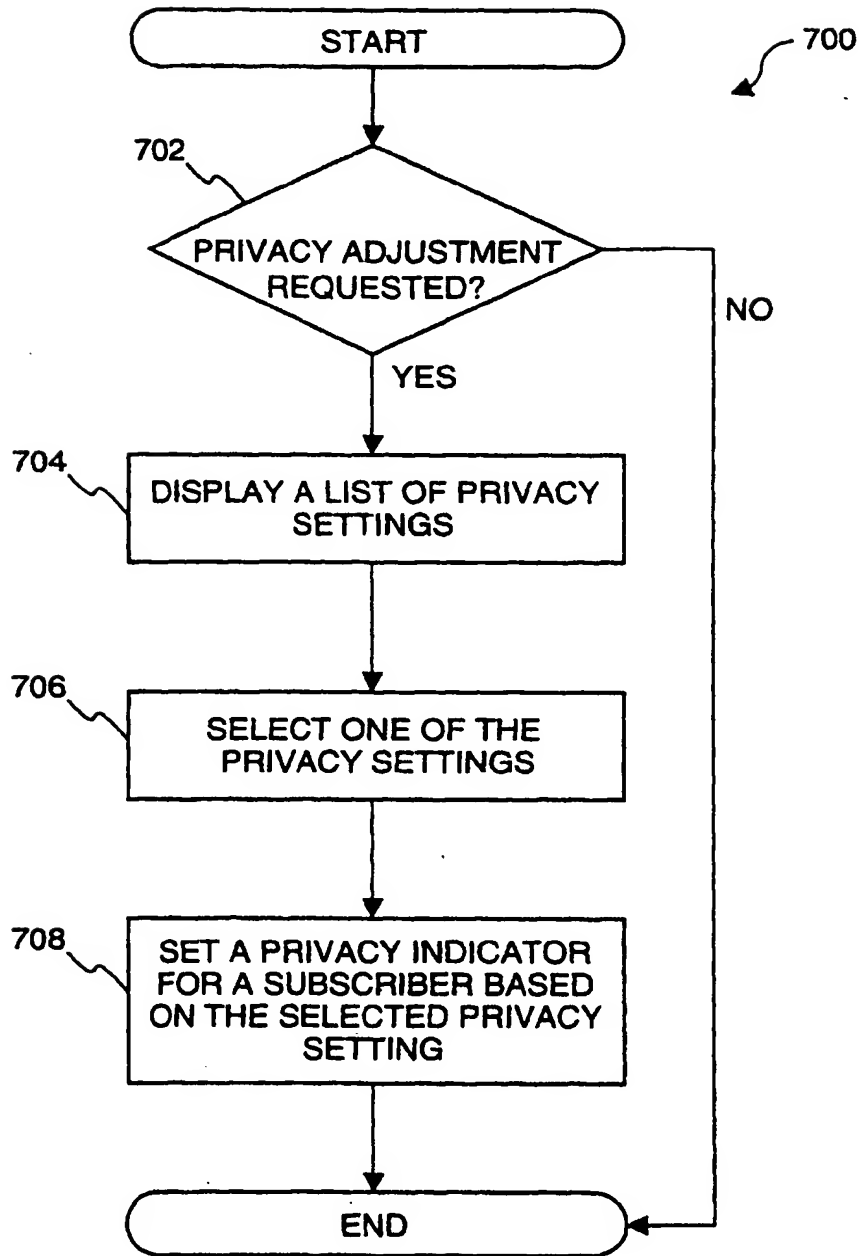 START
700
702
PRIVACY ADJUSTMENT
REQUESTED?
NO
YES
704
DISPLAY A LIST OF PRIVACY
SETTINGS
706
SELECT ONE OF THE
PRIVACY SETTINGS
708
SET A PRIVACY INDICATOR
FOR A SUBSCRIBER BASED
ON THE SELECTED PRIVACY
SETTING
END